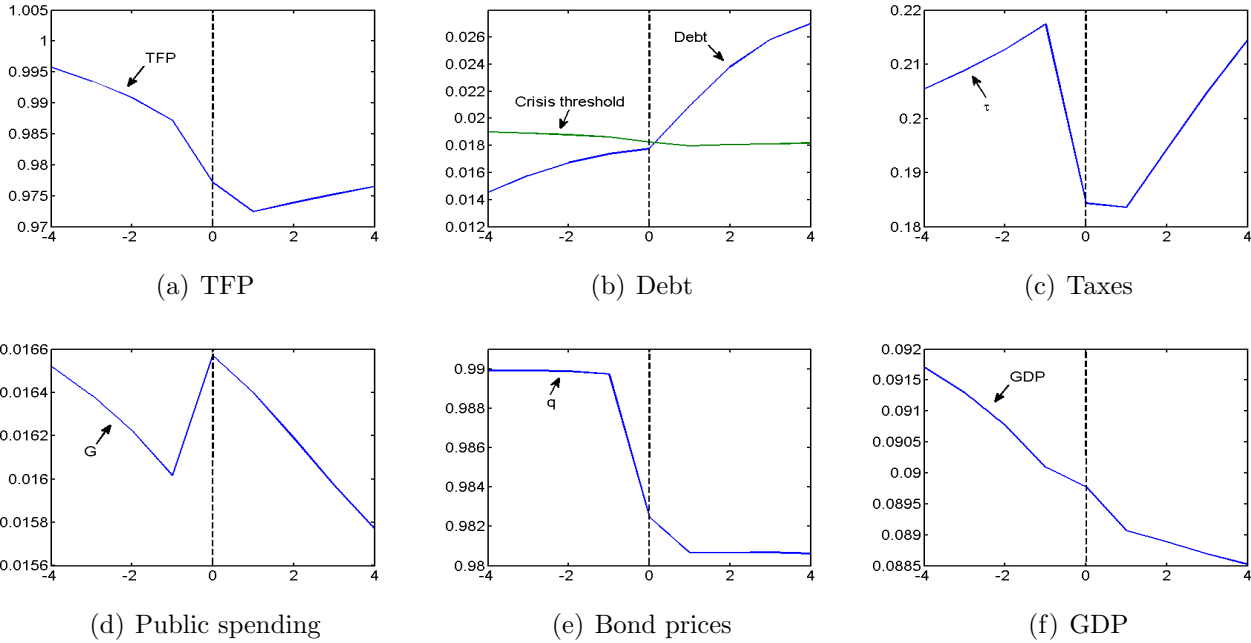 1.005
1
0.995
0.99
0.985
0.98
0.975
0.97
TFP
-4 -2 0 2 4
(a) TFP
0.028
0.026
0.024
0.022
0.02
0.018
0.016
0.014
0.012
Debt
Crisis threshold
-4 -2 0 2 4
(b) Debt
0.22
0.21
0.2
0.19
0.18
τ
-4 -2 0 2 4
(c) Taxes
0.0166
0.0164
0.0162
0.016
0.0158
0.0156
G
-4 -2 0 2 4
(d) Public spending
0.99
0.988
0.986
0.984
0.982
0.98
q
-4 -2 0 2 4
(e) Bond prices
0.092
0.0915
0.091
0.0905
0.09
0.0895
0.089
0.0885
GDP
-4 -2 0 2 4
(f) GDP